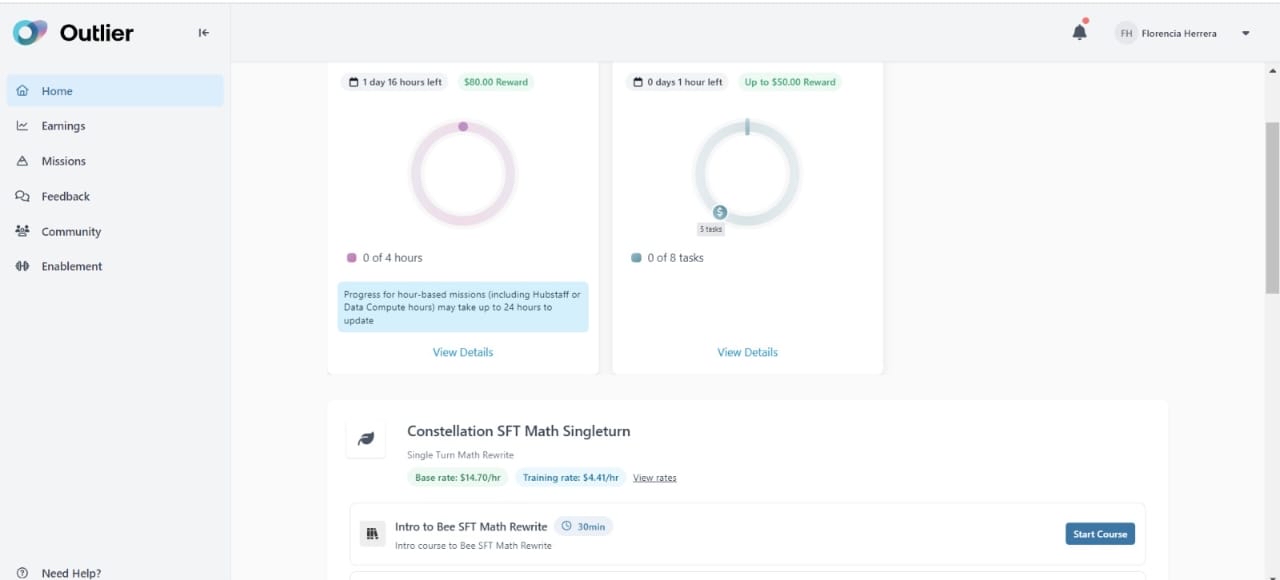 Outlier
FH Florencia Herrera
Home
Earnings
Missions
Feedback
Community
Enablement
Need Help?
1 day 16 hours left $80.00 Reward
0 of 4 hours
Progress for hour-based missions (including Hubstaff or
Data Compute hours) may take up to 24 hours to
update
View Details
0 days 1 hour left Up to $50.00 Reward
$
5 tasks
0 of 8 tasks
View Details
Constellation SFT Math Singleturn
Single Turn Math Rewrite
Base rate: $14.70/hr Training rate: $4.41/hr View rates
Intro to Bee SFT Math Rewrite 30min
Intro course to Bee SFT Math Rewrite
Start Course